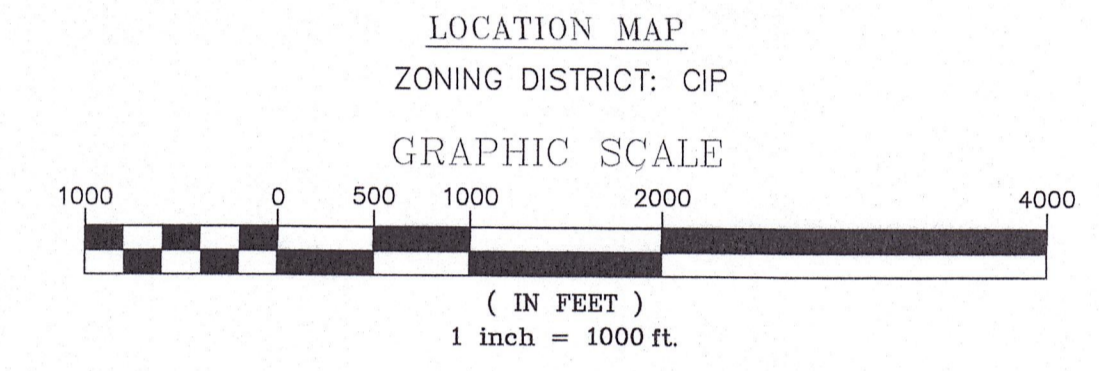 LOCATION MAP
ZONING DISTRICT: CIP
GRAPHIC SCALE
1000 0 500 1000 2000 4000
( IN FEET )
1 inch = 1000 ft.